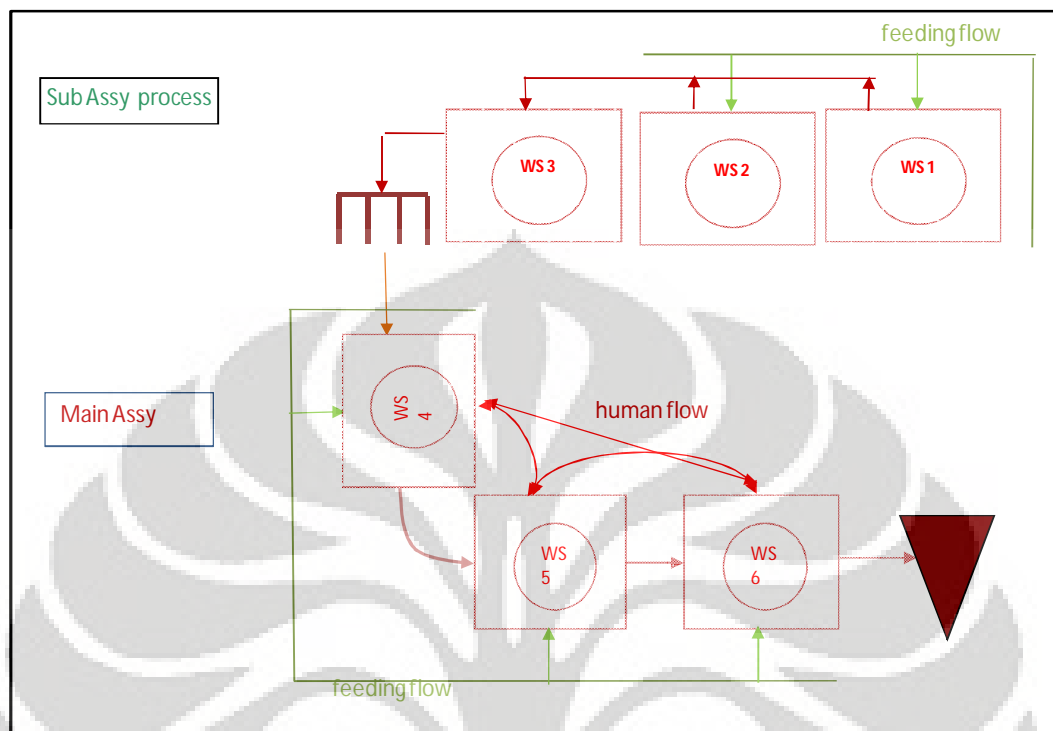 feeding flow
Sub Assy process
WS 3
WS 2
WS 1
WS
4
Main Assy
human flow
WS
5
WS
6
feeding flow